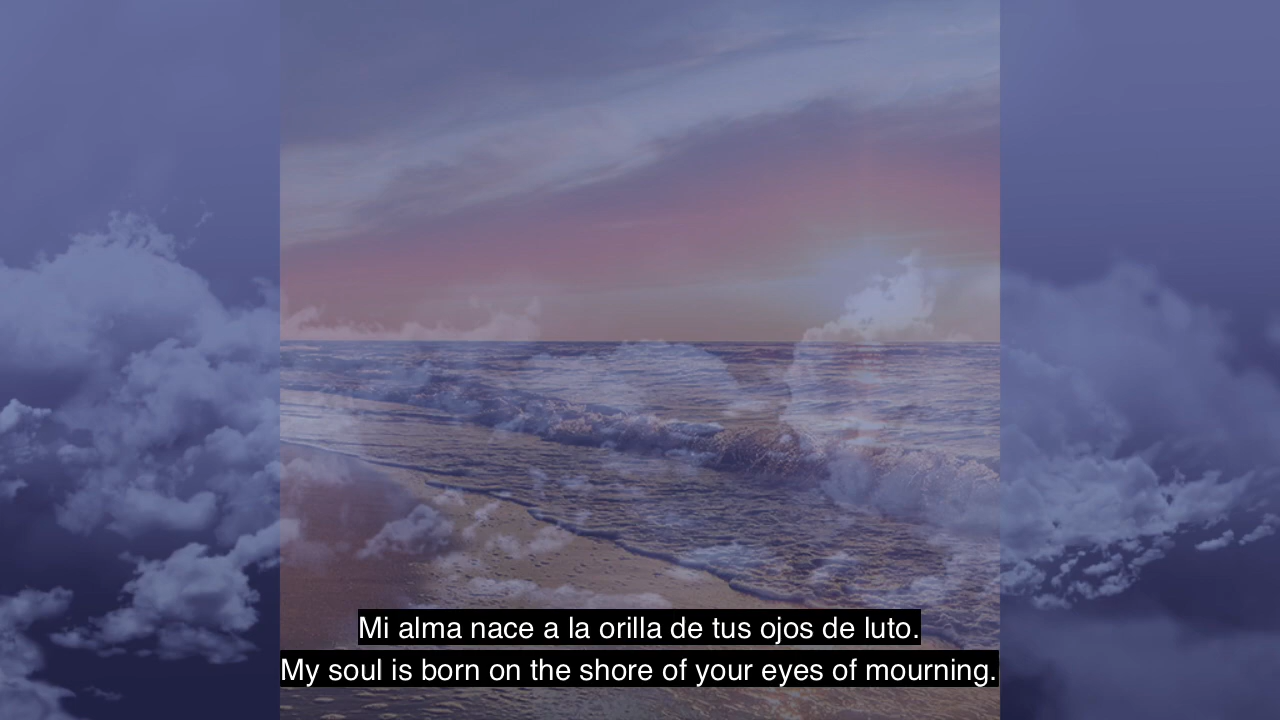 Mi alma nace a la orilla de tus ojos de luto.
My soul is born on the shore of your eyes of mourning.